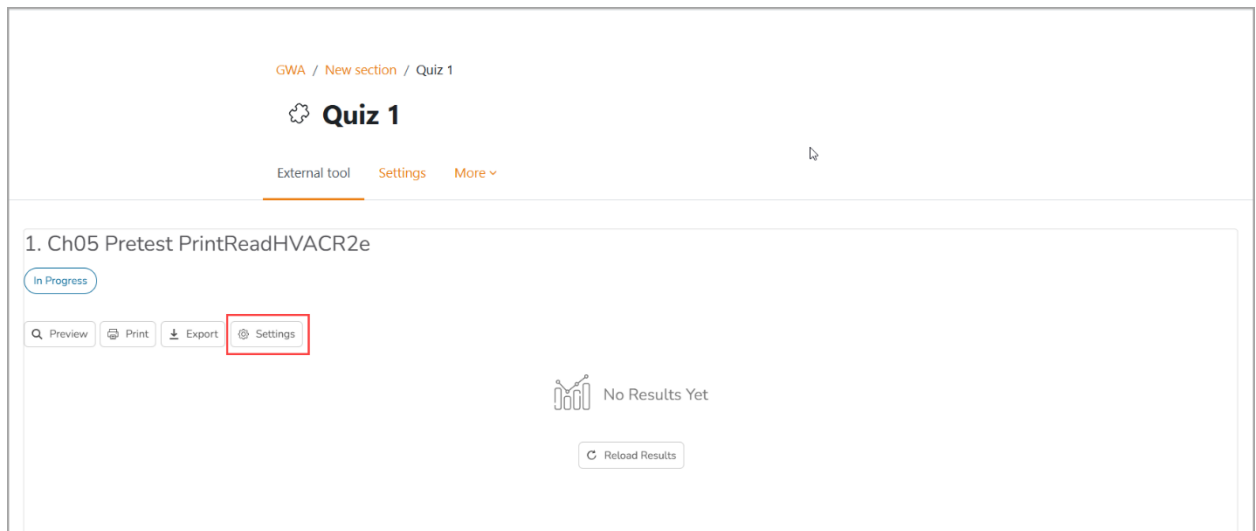 GWA / New section / Quiz 1
Quiz 1
External tool Settings More
1. Ch05 Pretest PrintReadHVACR2e
In Progress
Preview Print Export Settings
No Results Yet
Reload Results